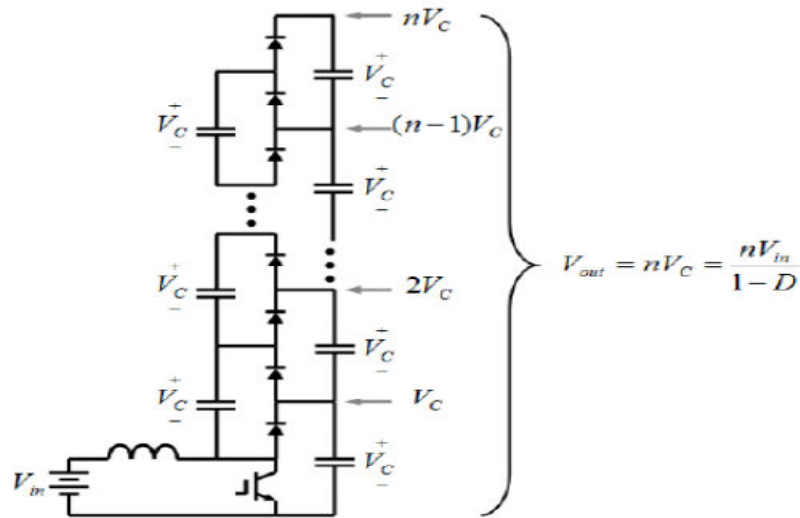 nV_C
+
V_C
−
+
V_C
−
(n−1)V_C
+
V_C
−
+
V_C
−
2V_C
V_out = nV_C = nV_in / 1−D
+
V_C
−
+
V_C
−
V_C
+
V_C
−
V_in